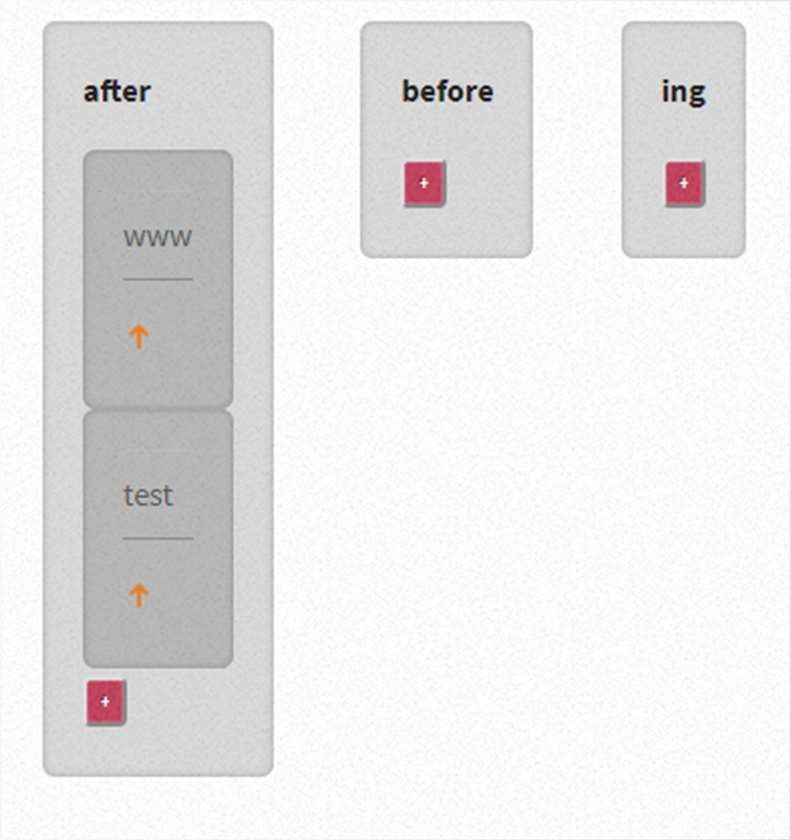 after
www
test
+
before
+
ing
+